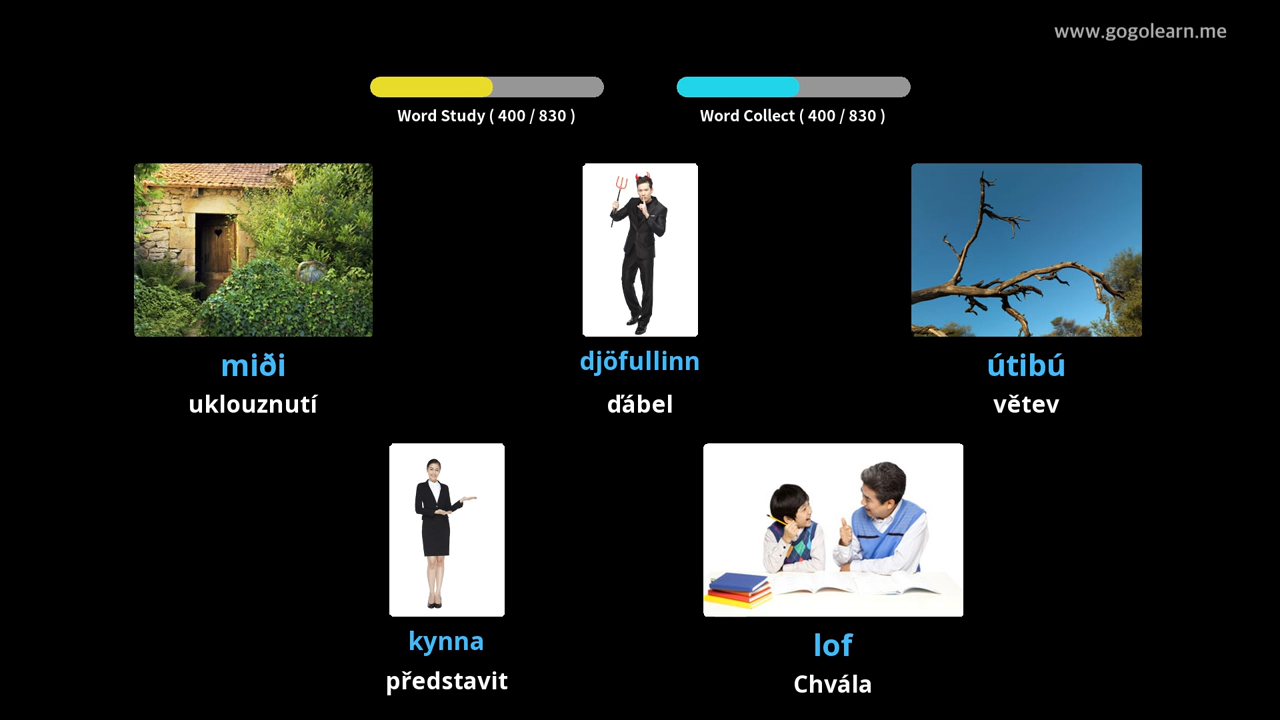 www.gogolearn.me
Word Study ( 400 / 830 )
Word Collect ( 400 / 830 )
miði
uklouznutí
djöfullinn
ďábel
útibú
větev
kynna
představit
lof
Chvála